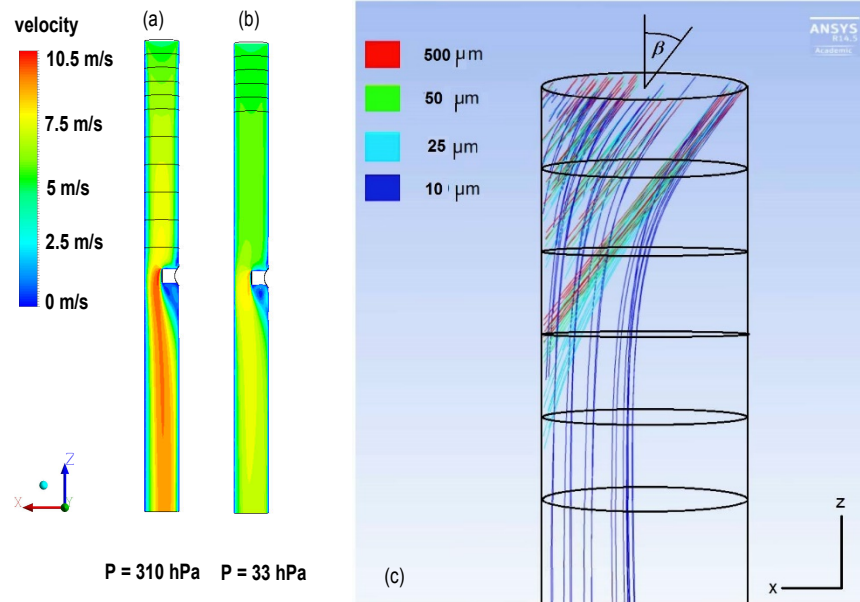 velocity
(a)
(b)
10.5 m/s
7.5 m/s
5 m/s
2.5 m/s
0 m/s
Z
X
Y
P = 310 hPa
P = 33 hPa
ANSYS
R14.5
Academic
β
500 µm
50 µm
25 µm
10 µm
(c)
z
x